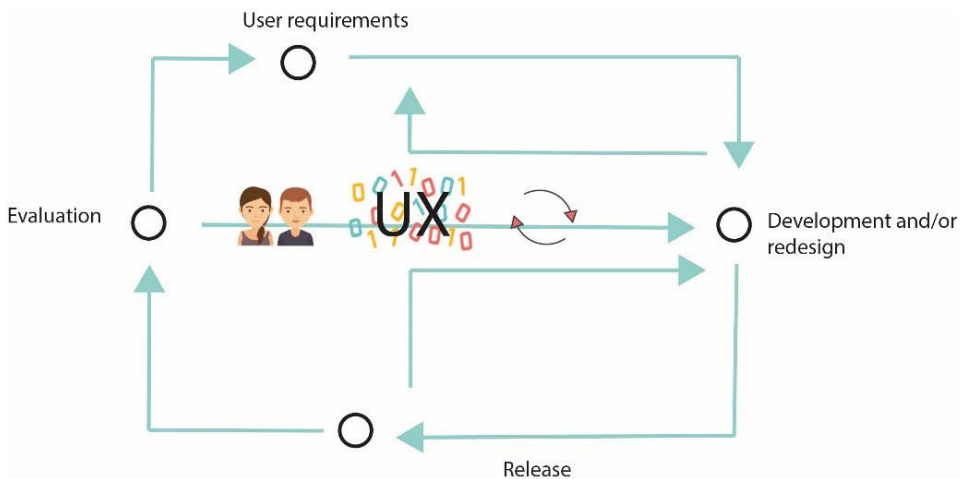 User requirements
Evaluation
UX
Development and/or
redesign
Release